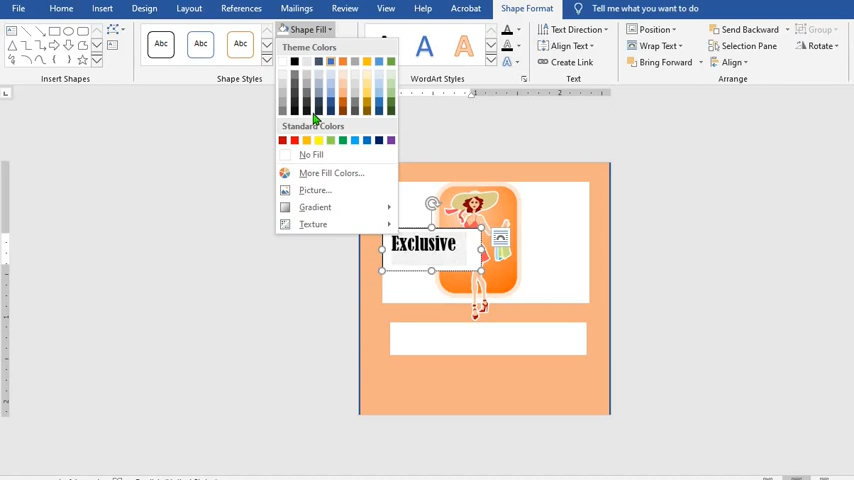 File Home Insert Design Layout References Mailings Review View Help Acrobat Shape Format Tell me what you want to do
Shape Fill
Abc Abc Abc
A A A
Text Direction
Align Text
Create Link
Position
Wrap Text
Bring Forward
Send Backward
Selection Pane
Align
Group
Rotate
Insert Shapes Shape Styles WordArt Styles Text Arrange
Theme Colors
Standard Colors
No Fill
More Fill Colors...
Picture...
Gradient
Texture
Exclusive